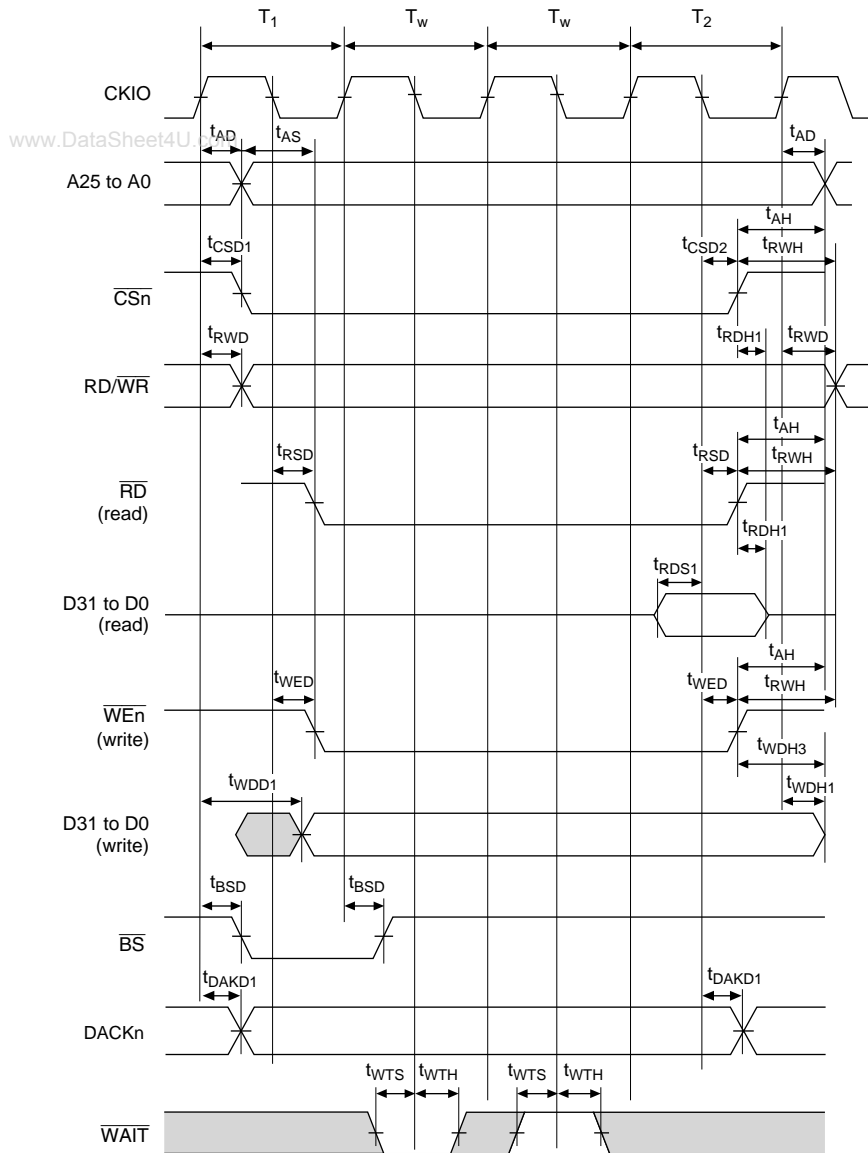 T1 Tw Tw T2
CKIO
www.DataSheet4U.com
tAD tAS tAD
A25 to A0
tAH
tCSD1 tCSD2 tRWH
CSn
tRWD tRDH1 tRWD
RD/WR
tAH
tRSD tRSD tRWH
RD
(read)
tRDH1
tRDS1
D31 to D0
(read)
tAH
tWED tWED tRWH
WEn
(write)
tWDH3
tWDD1 tWDH1
D31 to D0
(write)
tBSD tBSD
BS
tDAKD1 tDAKD1
DACKn
tWTS tWTH tWTS tWTH
WAIT